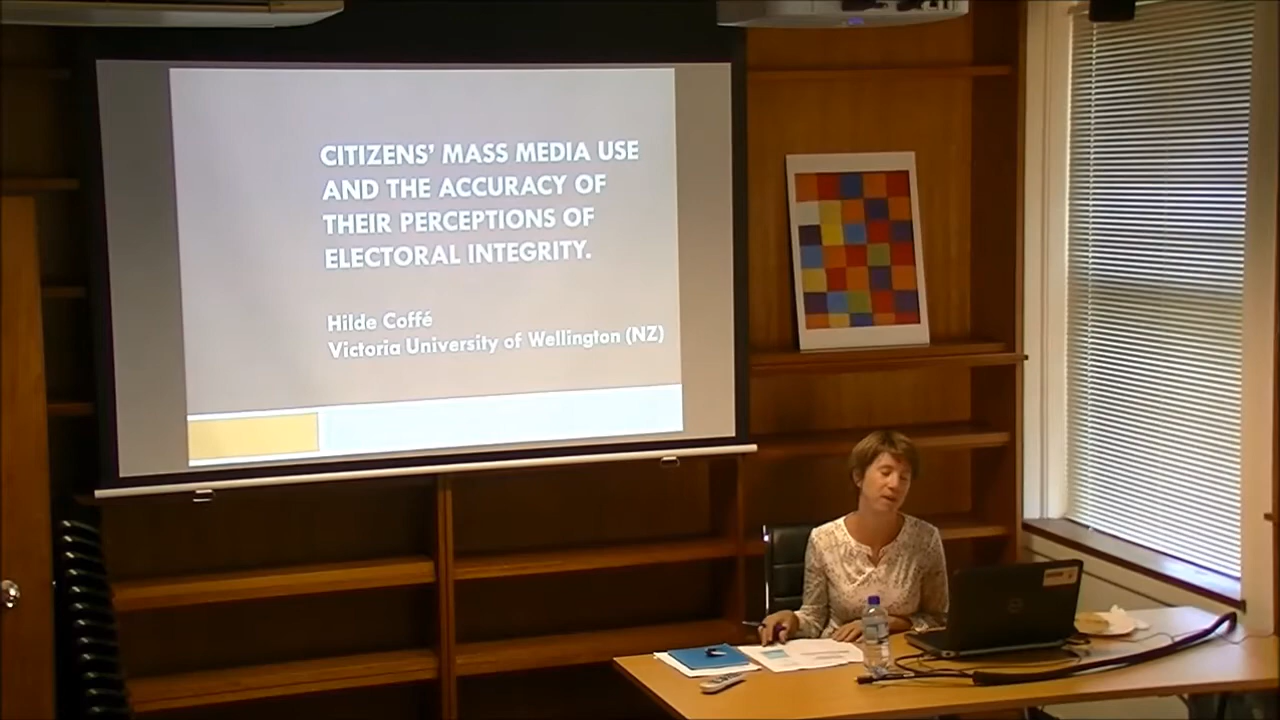 CITIZENS' MASS MEDIA USE
AND THE ACCURACY OF
THEIR PERCEPTIONS OF
ELECTORAL INTEGRITY.
Hilde Coffé
Victoria University of Wellington (NZ)